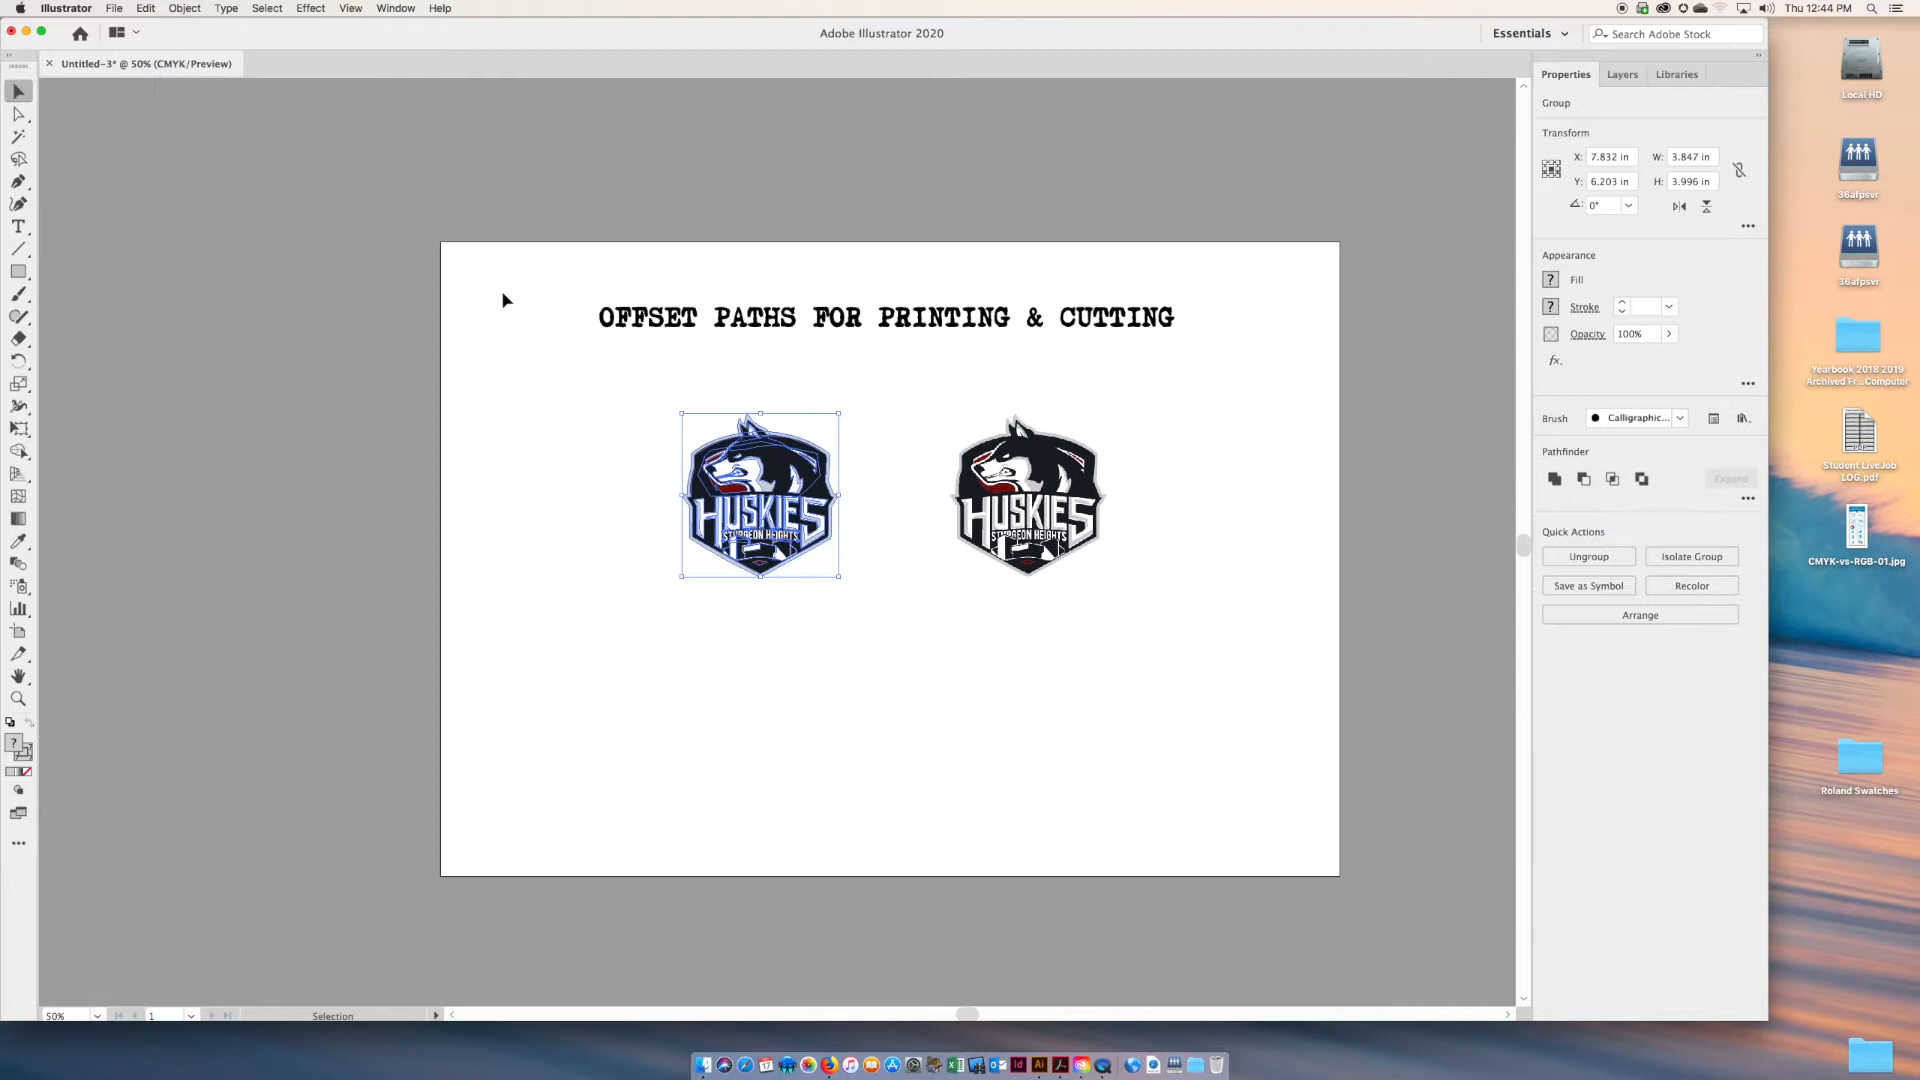 Illustrator File Edit Object Type Select Effect View Window Help
Thu 12:44 PM
Adobe Illustrator 2020
Essentials
Search Adobe Stock
Untitled-3* @ 50% (CMYK/Preview)
Properties Layers Libraries
Group
Transform
X: 7.832 in W: 3.847 in
Y: 6.203 in H: 3.996 in
0°
Appearance
? Fill
? Stroke
Opacity 100%
fx.
Brush Calligraphic...
Pathfinder
Expand
Quick Actions
Ungroup Isolate Group
Save as Symbol Recolor
Arrange
OFFSET PATHS FOR PRINTING & CUTTING
HUSKIES
STURGEON HEIGHTS
HUSKIES
STURGEON HEIGHTS
50% 1 Selection
Local HD
36afpsvr
36afpsvr
Yearbook 2018 2019
Archived Fr...Computer
Student LiveJob
LOG.pdf
CMYK-vs-RGB-01.jpg
Roland Swatches
17
Id
Ai